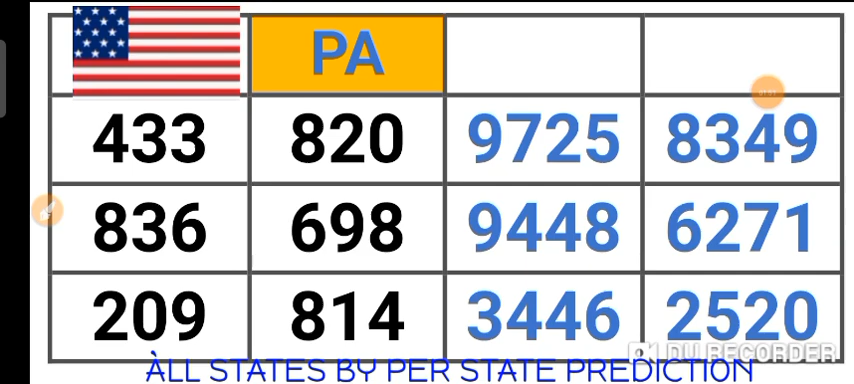 PA
433 820 9725 8349
836 698 9448 6271
209 814 3446 2520
DU RECORDER
ÀLL STATES BY PER STATE PREDICTION